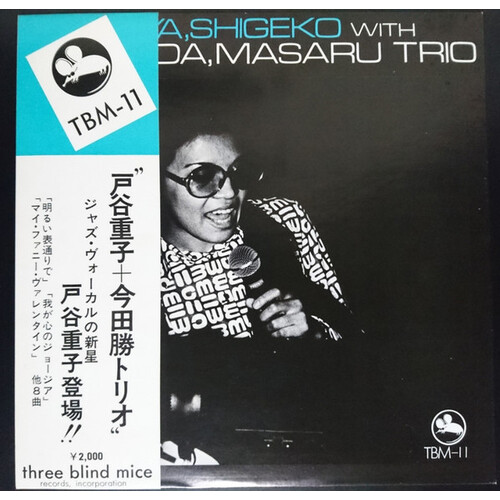 YA,SHIGEKO WITH
DA,MASARU TRIO
TBM-11
"戸谷重子+今田勝トリオ"
ジャズ・ヴォーカルの新星
戸谷重子登場!!
「明るい表通りで」「我が心のジョージア」
「マイ・ファニー・ヴァレンタイン」 他8曲
¥2,000
three blind mice
records, incorporation
TBM-11